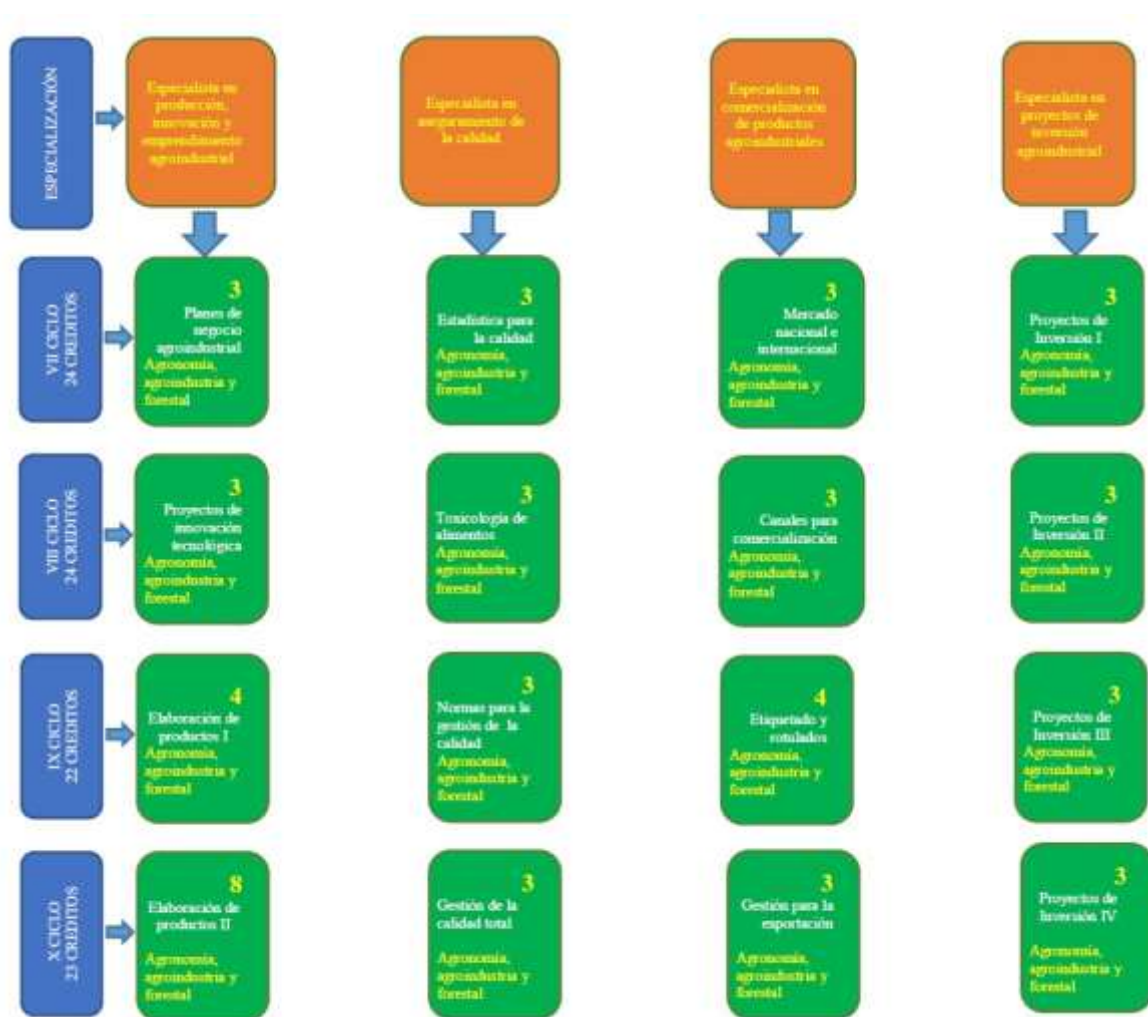 ESPECIALIZACIÓN
Especialista en
producción,
innovación y
emprendimiento
agroindustrial
Especialista en
aseguramiento de
la calidad
Especialista en
comercialización
de productos
agroindustriales
Especialista en
proyectos de
inversión
agroindustrial
VII CICLO
24 CREDITOS
3
Planes de
negocio
agroindustrial
Agronomía,
agroindustria y
forestal
3
Estadística para
la calidad
Agronomía,
agroindustria y
forestal
3
Mercado
nacional e
internacional
Agronomía,
agroindustria y
forestal
3
Proyectos de
Inversión I
Agronomía,
agroindustria y
forestal
VIII CICLO
24 CREDITOS
3
Proyectos de
innovación
tecnológica
Agronomía,
agroindustria y
forestal
3
Toxicología de
alimentos
Agronomía,
agroindustria y
forestal
3
Canales para
comercialización
Agronomía,
agroindustria y
forestal
3
Proyectos de
Inversión II
Agronomía,
agroindustria y
forestal
IX CICLO
22 CREDITOS
4
Elaboración de
productos I
Agronomía,
agroindustria y
forestal
3
Normas para la
gestión de la
calidad
Agronomía,
agroindustria y
forestal
4
Etiquetado y
rotulados
Agronomía,
agroindustria y
forestal
3
Proyectos de
Inversión III
Agronomía,
agroindustria y
forestal
X CICLO
23 CREDITOS
8
Elaboración de
productos II
Agronomía,
agroindustria y
forestal
3
Gestión de la
calidad total
Agronomía,
agroindustria y
forestal
3
Gestión para la
exportación
Agronomía,
agroindustria y
forestal
3
Proyectos de
Inversión IV
Agronomía,
agroindustria y
forestal